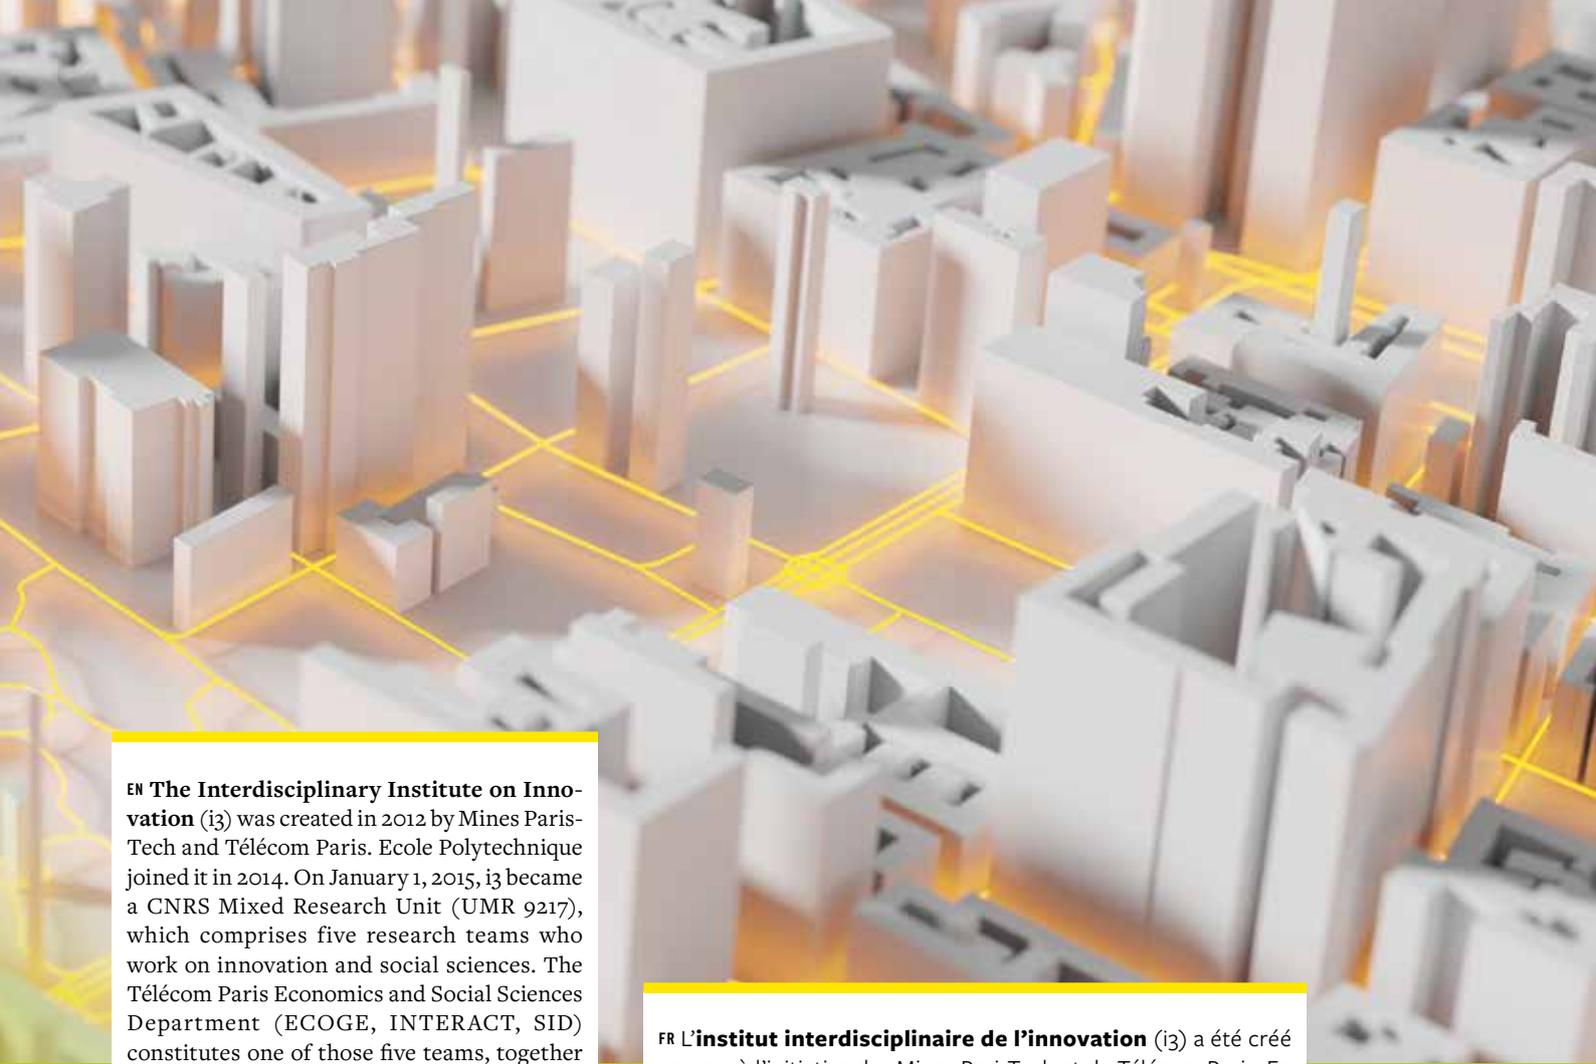 EN The Interdisciplinary Institute on Inno-
vation (i3) was created in 2012 by Mines Paris-
Tech and Télécom Paris. Ecole Polytechnique
joined it in 2014. On January 1, 2015, i3 became
a CNRS Mixed Research Unit (UMR 9217),
which comprises five research teams who
work on innovation and social sciences. The
Télécom Paris Economics and Social Sciences
Department (ECOGE, INTERACT, SID)
constitutes one of those five teams, together
FR L’institut interdisciplinaire de l’innovation (i3) a été créé